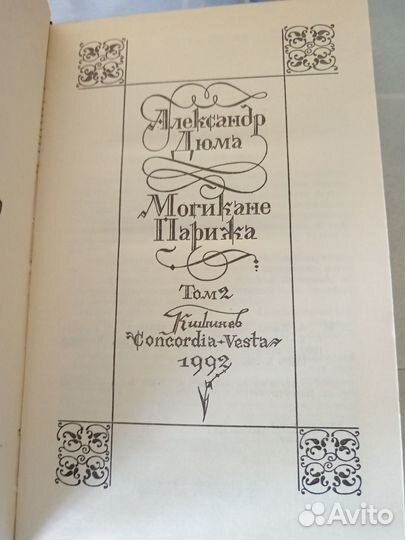 Александр
Дюма
Могикане
Парижа
Том 2
Кишинев
"Concordia-Vesta"
1992
Avito